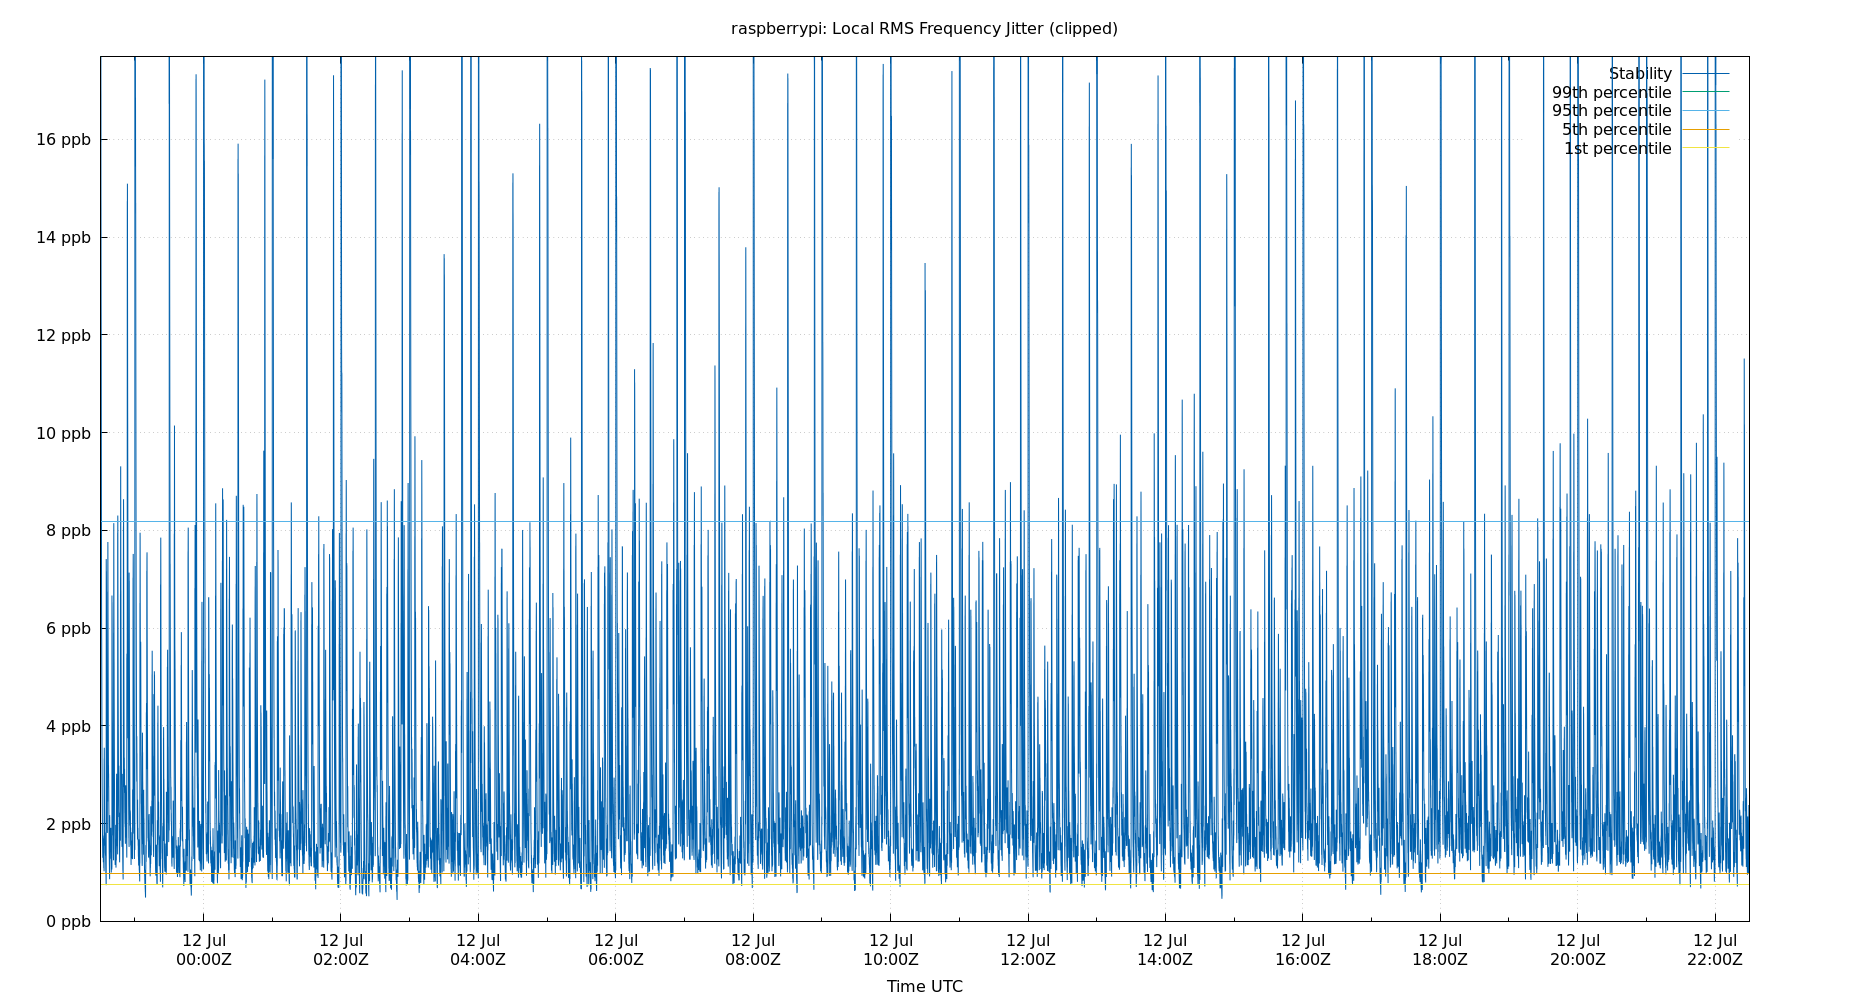 raspberrypi: Local RMS Frequency Jitter (clipped)
Stability
99th percentile
95th percentile
5th percentile
1st percentile
16 ppb
14 ppb
12 ppb
10 ppb
8 ppb
6 ppb
4 ppb
2 ppb
0 ppb
12 Jul 12 Jul 12 Jul 12 Jul 12 Jul 12 Jul 12 Jul 12 Jul 12 Jul 12 Jul 12 Jul 12 Jul
00:00Z 02:00Z 04:00Z 06:00Z 08:00Z 10:00Z 12:00Z 14:00Z 16:00Z 18:00Z 20:00Z 22:00Z
Time UTC